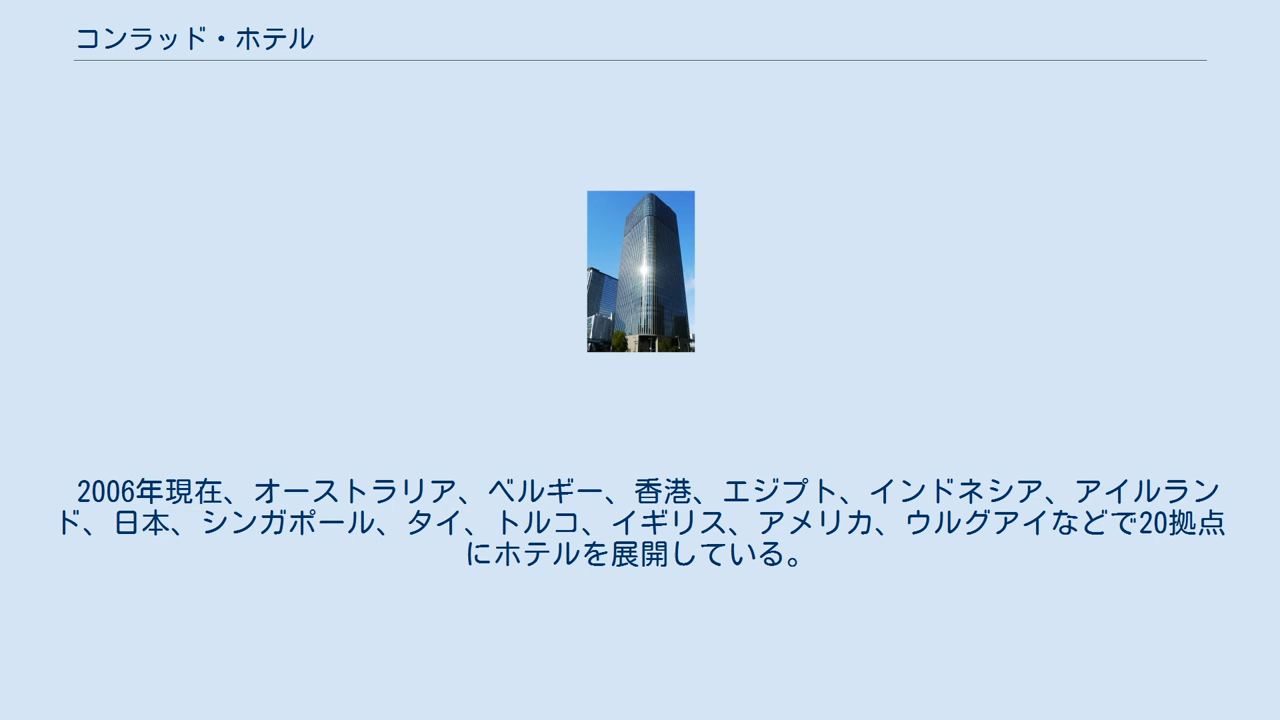 コンラッド・ホテル
2006年現在、オーストラリア、ベルギー、香港、エジプト、インドネシア、アイルラン
ド、日本、シンガポール、タイ、トルコ、イギリス、アメリカ、ウルグアイなどで20拠点
にホテルを展開している。